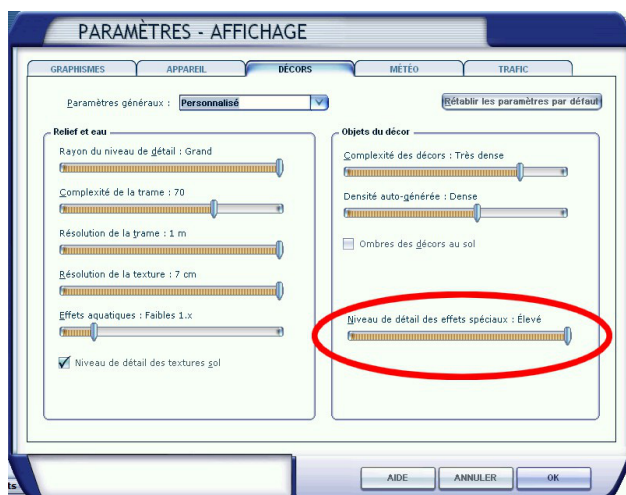 PARAMÈTRES - AFFICHAGE
GRAPHISMES APPAREIL DÉCORS MÉTÉO TRAFIC
Paramètres généraux : Personnalisé Rétablir les paramètres par défaut
Relief et eau
Rayon du niveau de détail : Grand
Complexité de la trame : 70
Résolution de la trame : 1 m
Résolution de la texture : 7 cm
Effets aquatiques : Faibles 1.x
Niveau de détail des textures sol
Objets du décor
Complexité des décors : Très dense
Densité auto-générée : Dense
Ombres des décors au sol
Niveau de détail des effets spéciaux : Élevé
ts
AIDE ANNULER OK